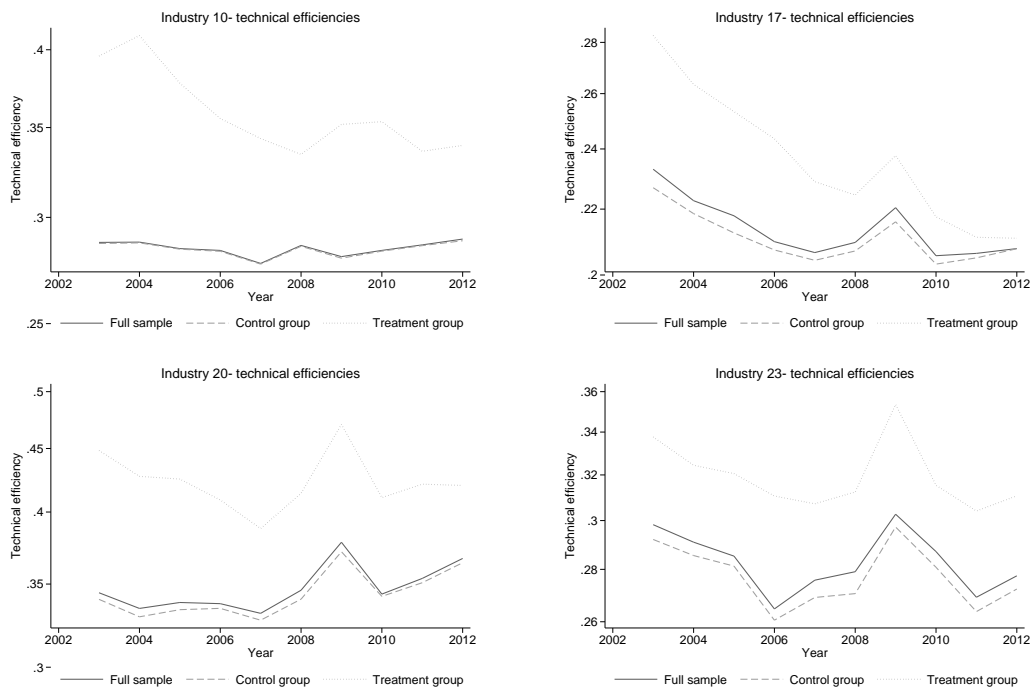 Industry 10- technical efficiencies
Technical efficiency
.4
.35
.3
.25
2002 2004 2006 2008 2010 2012
Year
Full sample Control group Treatment group
Industry 17- technical efficiencies
Technical efficiency
.28
.26
.24
.22
.2
2002 2004 2006 2008 2010 2012
Year
Full sample Control group Treatment group
Industry 20- technical efficiencies
Technical efficiency
.5
.45
.4
.35
.3
2002 2004 2006 2008 2010 2012
Year
Full sample Control group Treatment group
Industry 23- technical efficiencies
Technical efficiency
.36
.34
.32
.3
.28
.26
2002 2004 2006 2008 2010 2012
Year
Full sample Control group Treatment group